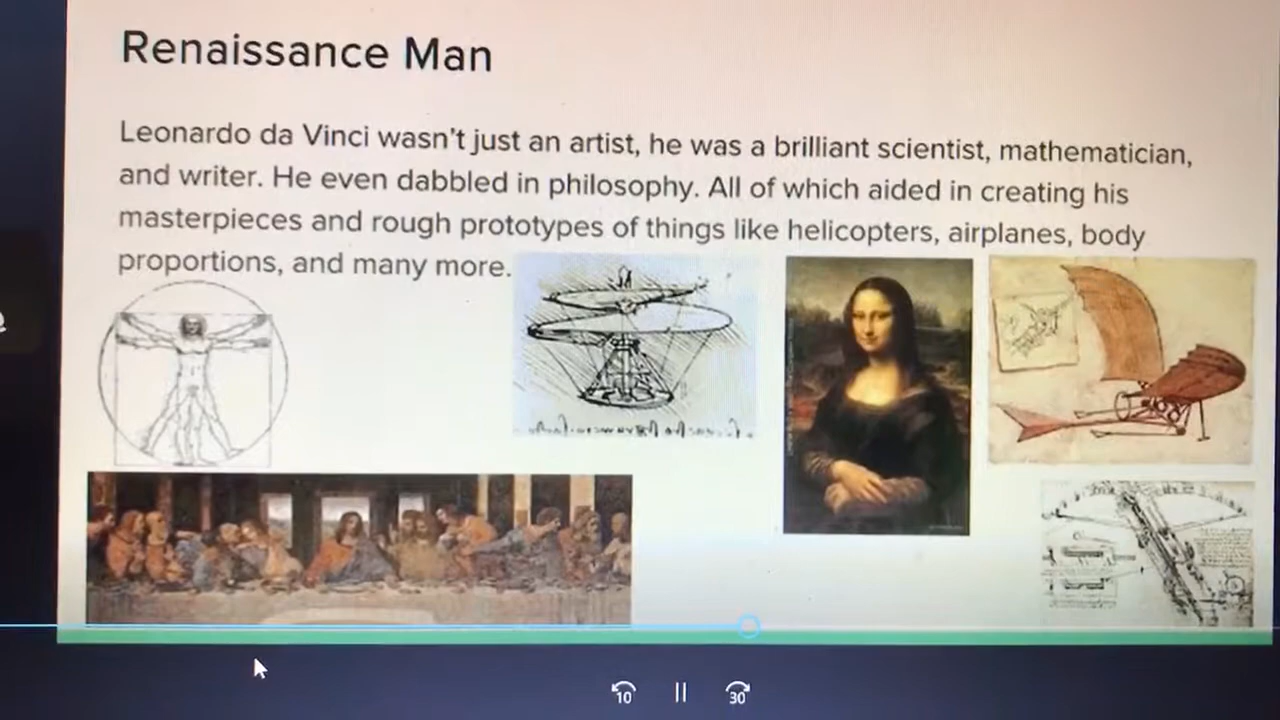 Renaissance Man
Leonardo da Vinci wasn't just an artist, he was a brilliant scientist, mathematician,
and writer. He even dabbled in philosophy. All of which aided in creating his
masterpieces and rough prototypes of things like helicopters, airplanes, body
proportions, and many more.
10
30